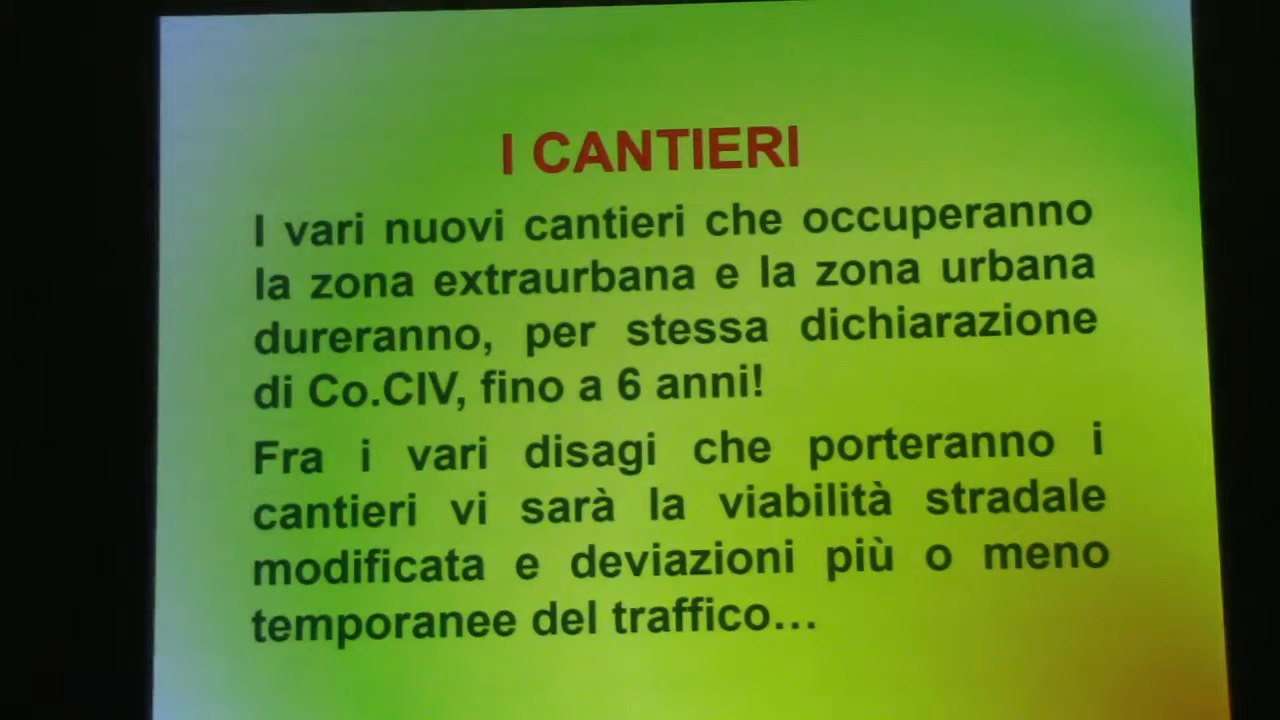 I CANTIERI
I vari nuovi cantieri che occuperanno
la zona extraurbana e la zona urbana
dureranno, per stessa dichiarazione
di Co.CIV, fino a 6 anni!
Fra i vari disagi che porteranno i
cantieri vi sarà la viabilità stradale
modificata e deviazioni più o meno
temporanee del traffico…